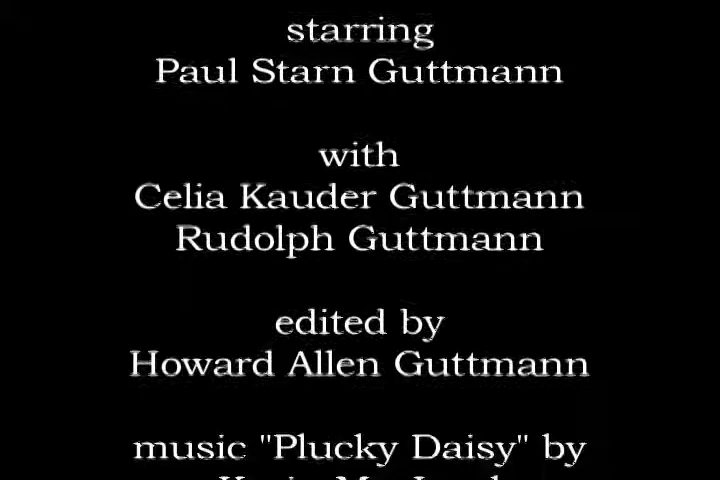 starring
Paul Starn Guttmann
with
Celia Kauder Guttmann
Rudolph Guttmann
edited by
Howard Allen Guttmann
music "Plucky Daisy" by